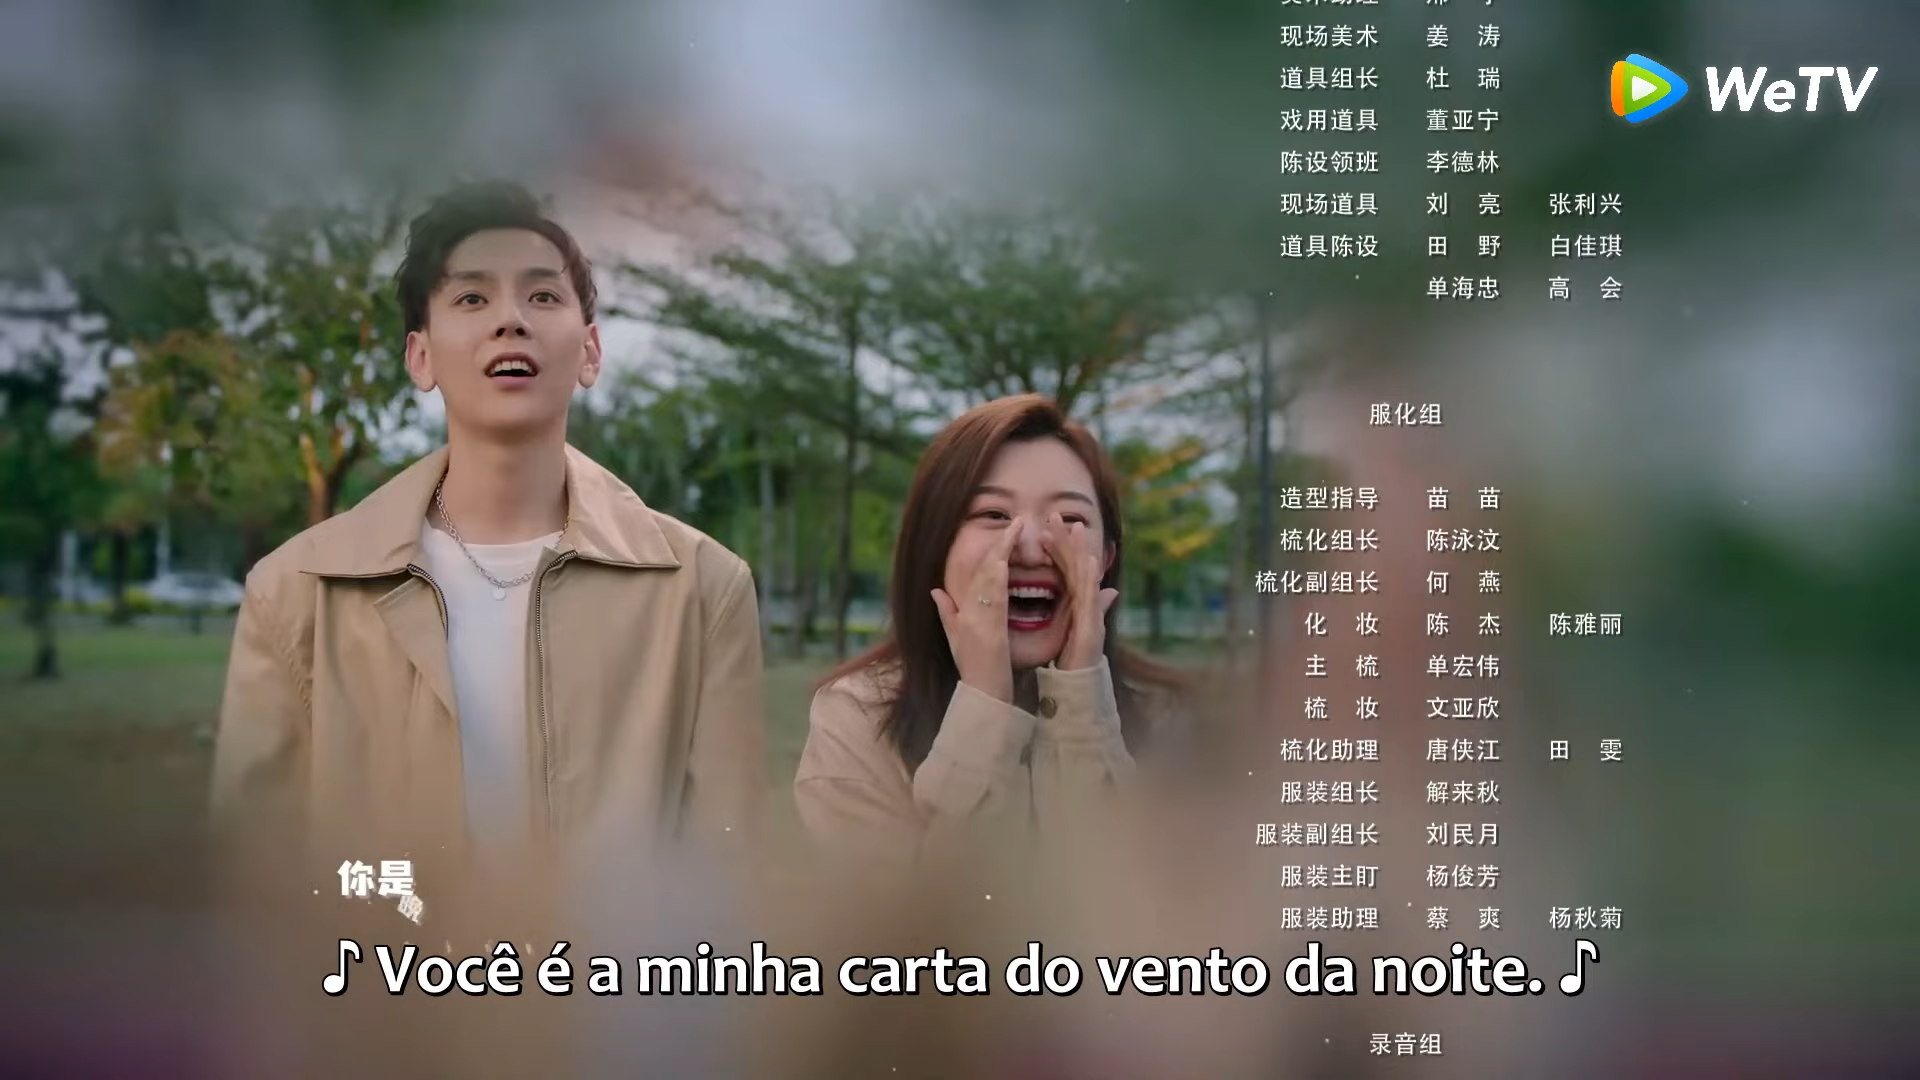 现场美术 姜 涛
道具组长 杜 瑞
戏用道具 董亚宁
陈设领班 李德林
现场道具 刘 亮 张利兴
道具陈设 田 野 白佳琪
单海忠 高 会
WeTV
服化组
造型指导 苗 苗
梳化组长 陈泳汶
梳化副组长 何 燕
化 妆 陈 杰 陈雅丽
主 梳 单宏伟
梳 妆 文亚欣
梳化助理 唐侠江 田 雯
服装组长 解来秋
服装副组长 刘民月
服装主盯 杨俊芳
服装助理 蔡 爽 杨秋菊
你是晚
♪ Você é a minha carta do vento da noite. ♪
录音组